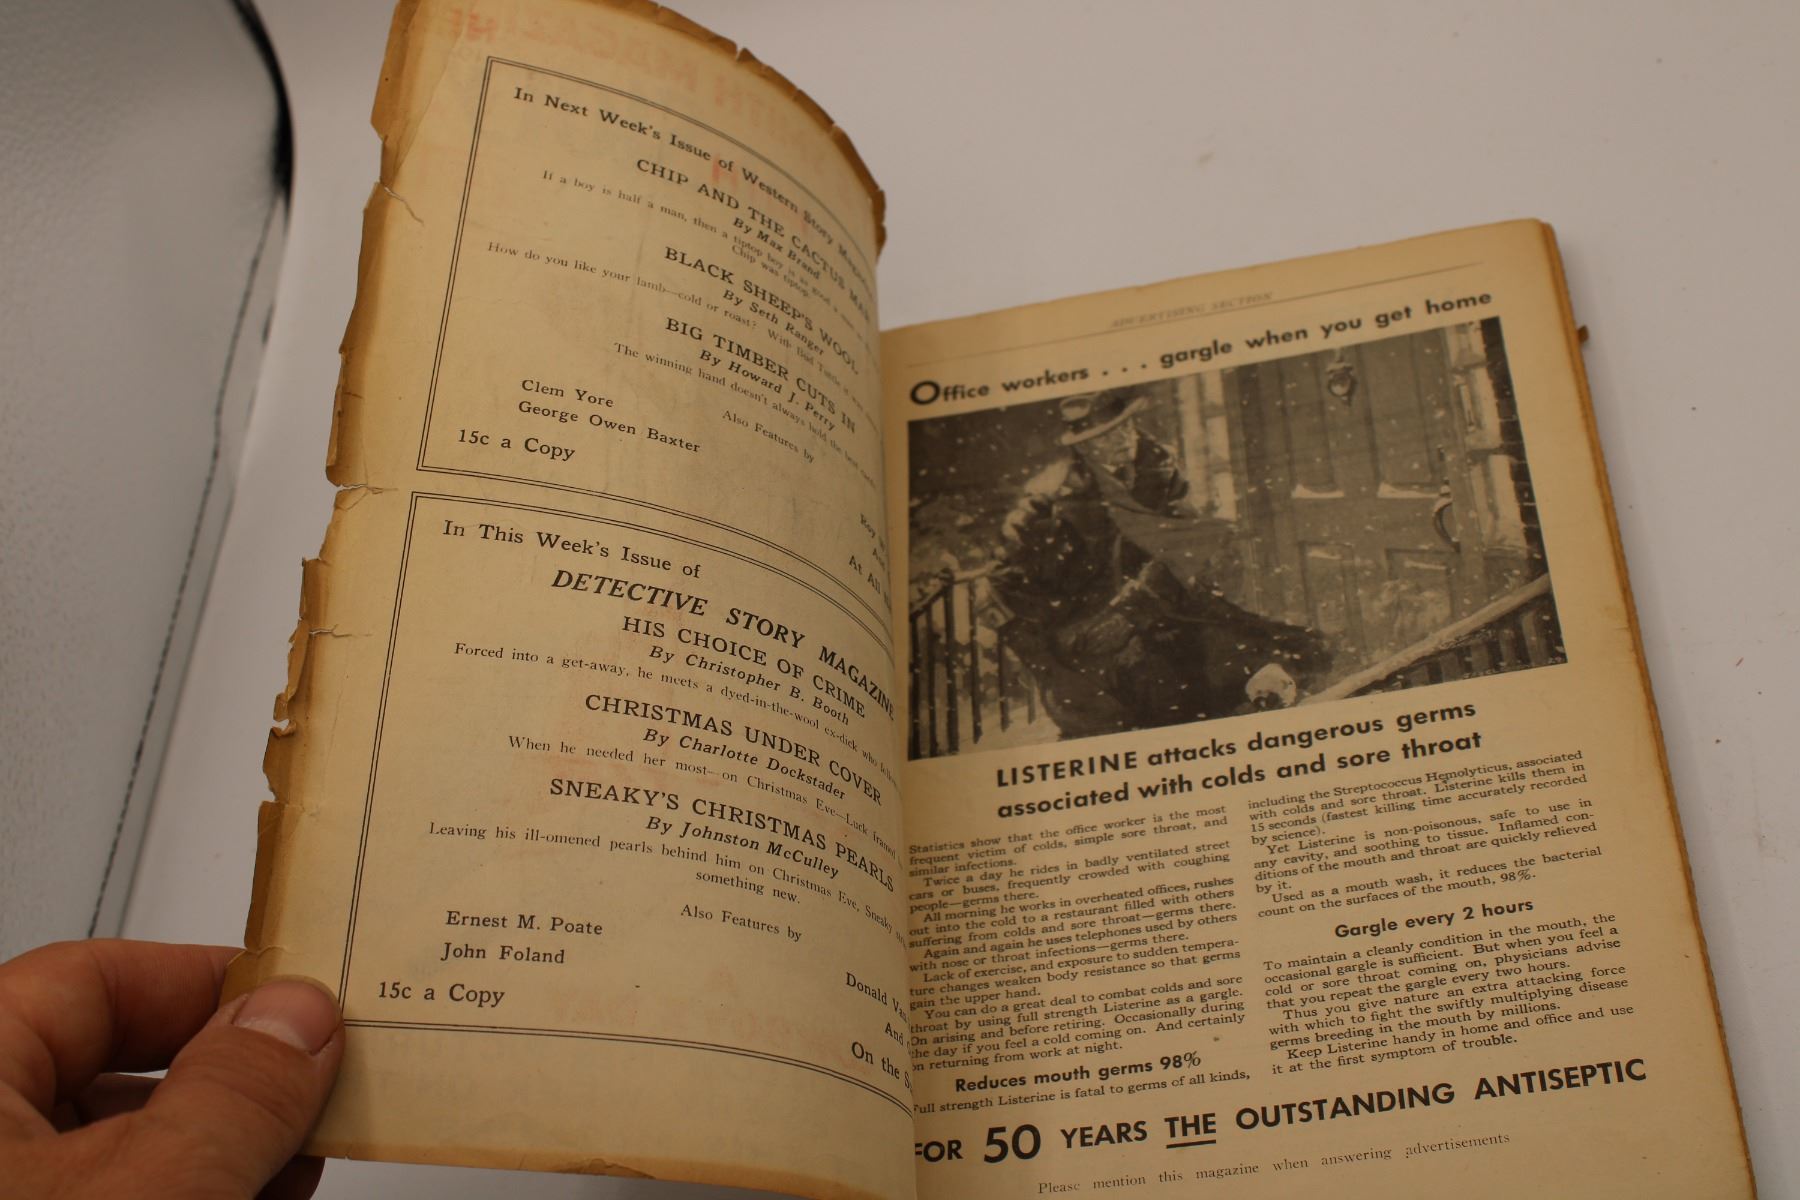 In Next Week's Issue of Western Story
CHIP AND THE CACTUS MAN
By Max Brand
If a boy is half a man, then a tiptop boy is as good a
Chip was tiptop.
BLACK SHEEP'S WOOL
By Seth Ranger
How do you like your lamb—cold or roast? With Bud Tuttle it was
BIG TIMBER CUTS IN
By Howard J. Perry
The winning hand doesn't always hold the best cards
Also Features by
Clem Yore
George Owen Baxter
15c a Copy
Roy
And
At All
In This Week's Issue of
DETECTIVE STORY MAGAZINE
HIS CHOICE OF CRIME
By Christopher B. Booth
Forced into a get-away, he meets a dyed-in-the-wool ex-dick who
CHRISTMAS UNDER COVER
By Charlotte Dockstader
When he needed her most—on Christmas Eve—Luck framed
SNEAKY'S CHRISTMAS PEARLS
By Johnston McCulley
Leaving his ill-omened pearls behind him on Christmas Eve, Sneaky
something new.
Also Features by
Ernest M. Poate
John Foland
15c a Copy
Donald Van
And
On the
ADVERTISING SECTION
Office workers . . . gargle when you get home
LISTERINE attacks dangerous germs
associated with colds and sore throat
Statistics show that the office worker is the most
frequent victim of colds, simple sore throat, and
similar infections.
Twice a day he rides in badly ventilated street
cars or buses, frequently crowded with coughing
people—germs there.
All morning he works in overheated offices, rushes
out into the cold to a restaurant filled with others
suffering from colds and sore throat—germs there.
Again and again he uses telephones used by others
with nose or throat infections—germs there.
Lack of exercise, and exposure to sudden tempera-
ture changes weaken body resistance so that germs
gain the upper hand.
You can do a great deal to combat colds and sore
throat by using full strength Listerine as a gargle.
On arising and before retiring. Occasionally during
the day if you feel a cold coming on. And certainly
on returning from work at night.
Reduces mouth germs 98%
Full strength Listerine is fatal to germs of all kinds,
including the Streptococcus Hemolyticus, associated
with colds and sore throat. Listerine kills them in
15 seconds (fastest killing time accurately recorded
by science).
Yet Listerine is non-poisonous, safe to use in
any cavity, and soothing to tissue. Inflamed con-
ditions of the mouth and throat are quickly relieved
by it.
Used as a mouth wash, it reduces the bacterial
count on the surfaces of the mouth, 98%.
Gargle every 2 hours
To maintain a cleanly condition in the mouth, the
occasional gargle is sufficient. But when you feel a
cold or sore throat coming on, physicians advise
that you repeat the gargle every two hours.
Thus you give nature an extra attacking force
with which to fight the swiftly multiplying disease
germs breeding in the mouth by millions.
Keep Listerine handy in home and office and use
it at the first symptom of trouble.
FOR 50 YEARS THE OUTSTANDING ANTISEPTIC
Please mention this magazine when answering advertisements